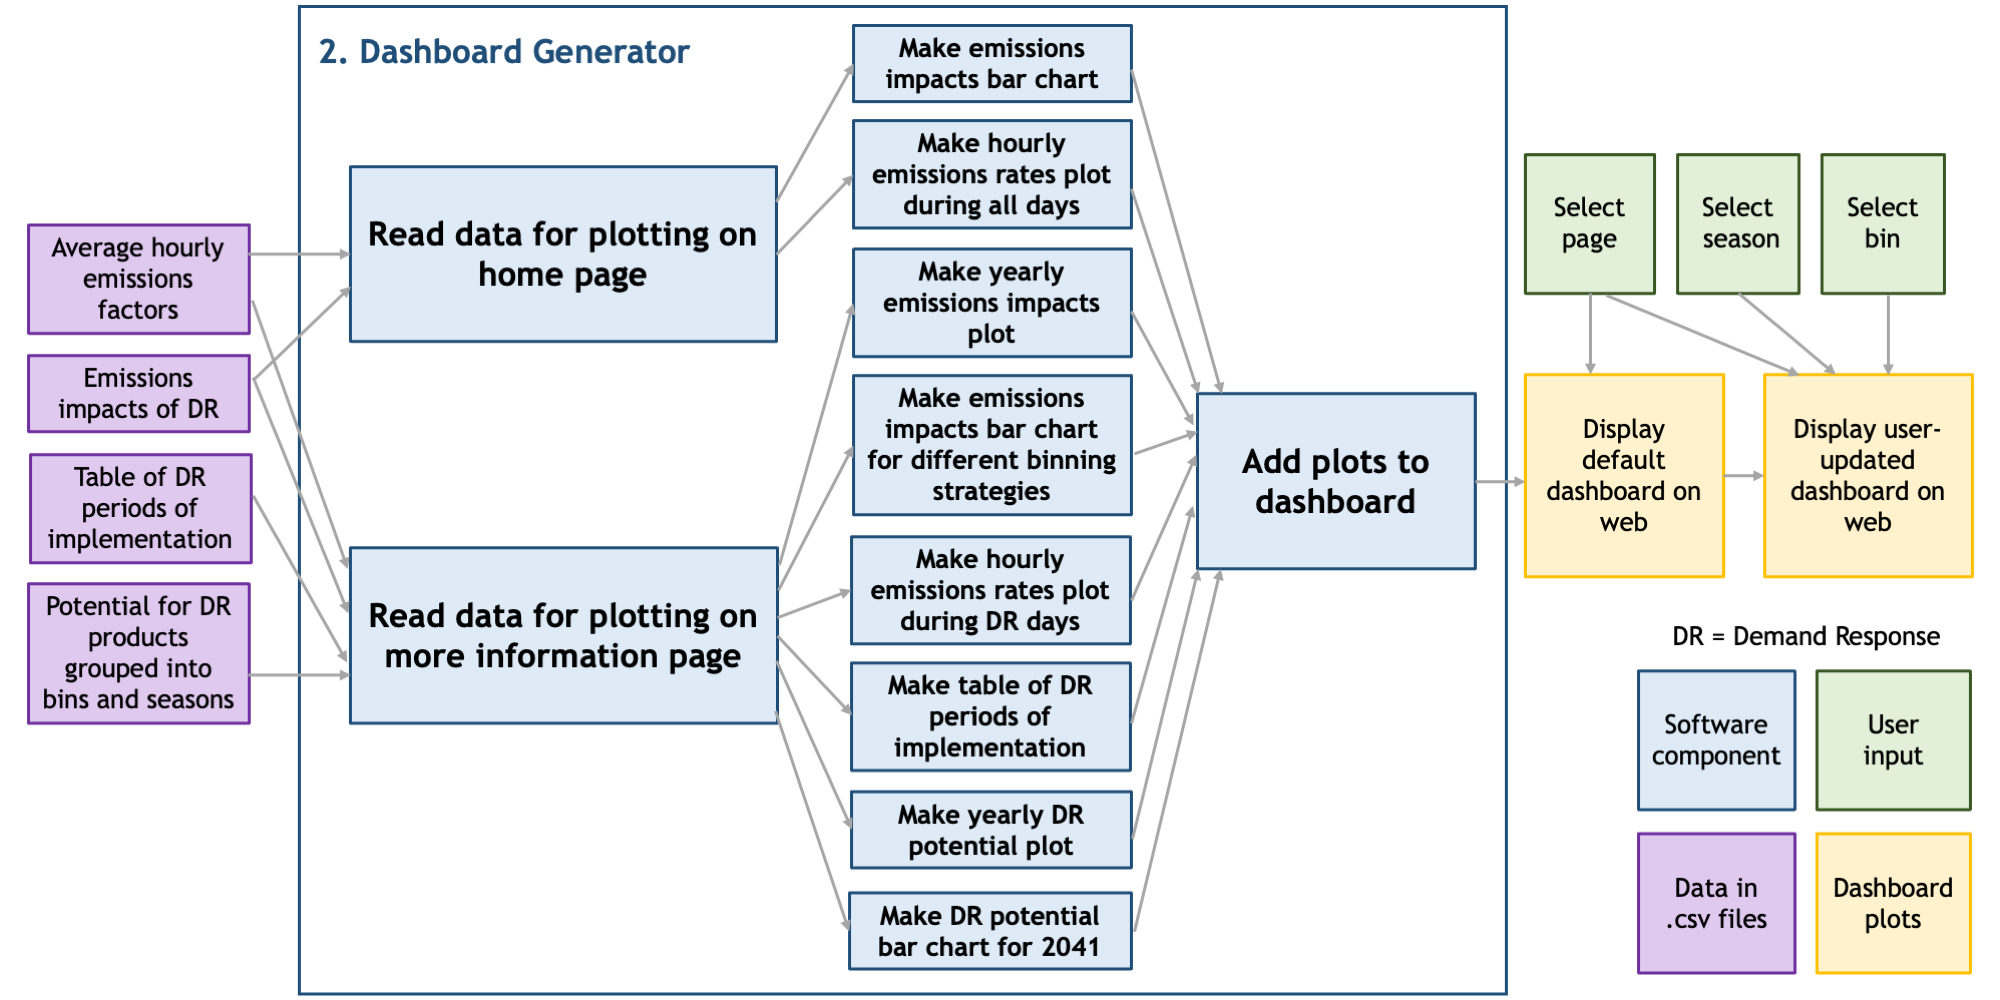 2. Dashboard Generator
Average hourly
emissions
factors
Emissions
impacts of DR
Table of DR
periods of
implementation
Potential for DR
products
grouped into
bins and seasons
Read data for plotting on
home page
Read data for plotting on
more information page
Make emissions
impacts bar chart
Make hourly
emissions rates plot
during all days
Make yearly
emissions impacts
plot
Make emissions
impacts bar chart
for different binning
strategies
Make hourly
emissions rates plot
during DR days
Make table of DR
periods of
implementation
Make yearly DR
potential plot
Make DR potential
bar chart for 2041
Add plots to
dashboard
Select
page
Select
season
Select
bin
Display
default
dashboard on
web
Display user-
updated
dashboard on
web
DR = Demand Response
Software
component
User
input
Data in
.csv files
Dashboard
plots